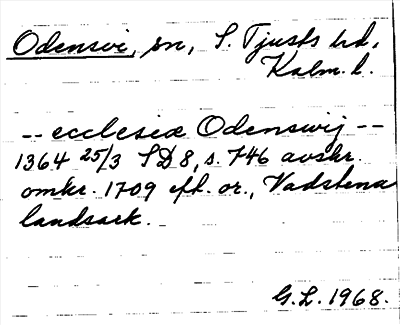 Odensvi, sn, S. Tjusts hd,
Kalm. l.
-- ecclesiæ Odenswij --
1364 25/3 SD 8, s. 746 avskr.
omkr. 1709 eft. or., Vadstena
landsark.
G.L. 1968.